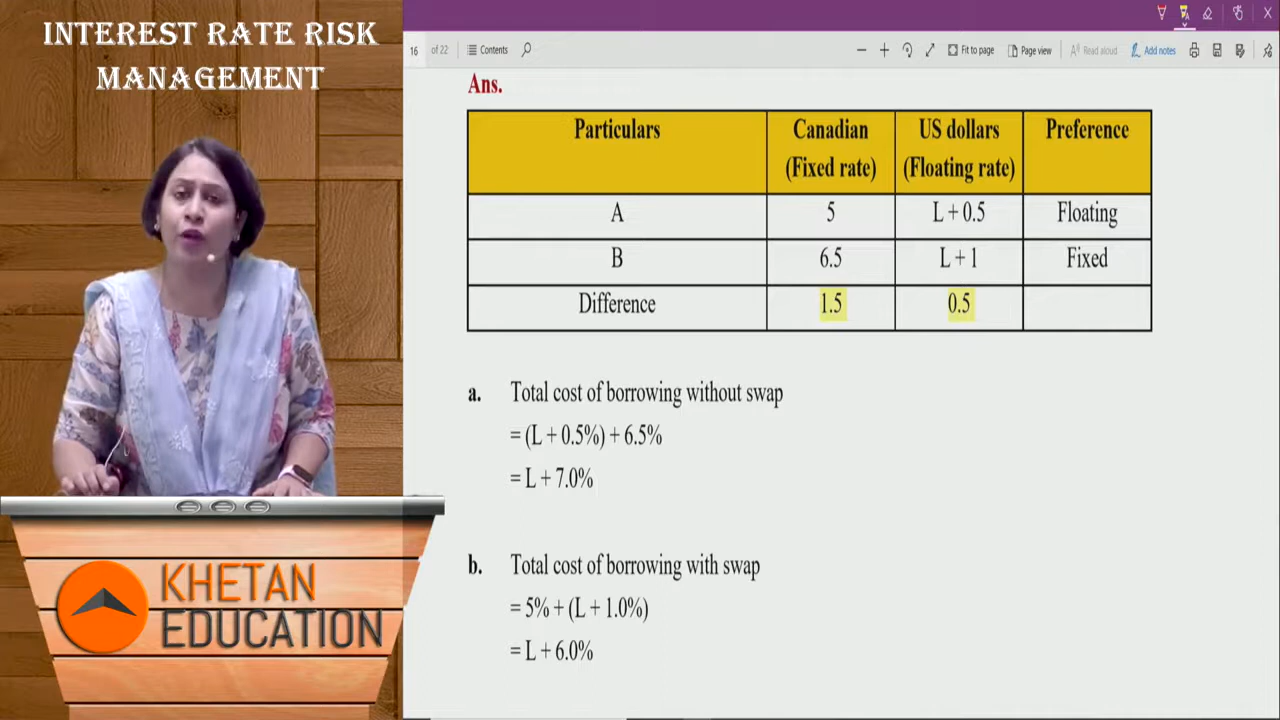 INTEREST RATE RISK
MANAGEMENT
16 of 22 Contents Fit to page Page view Read aloud Add notes
Ans.
Particulars Canadian (Fixed rate) US dollars (Floating rate) Preference
A 5 L + 0.5 Floating
B 6.5 L + 1 Fixed
Difference 1.5 0.5
a. Total cost of borrowing without swap
= (L + 0.5%) + 6.5%
= L + 7.0%
b. Total cost of borrowing with swap
= 5% + (L + 1.0%)
= L + 6.0%
KHETAN
EDUCATION